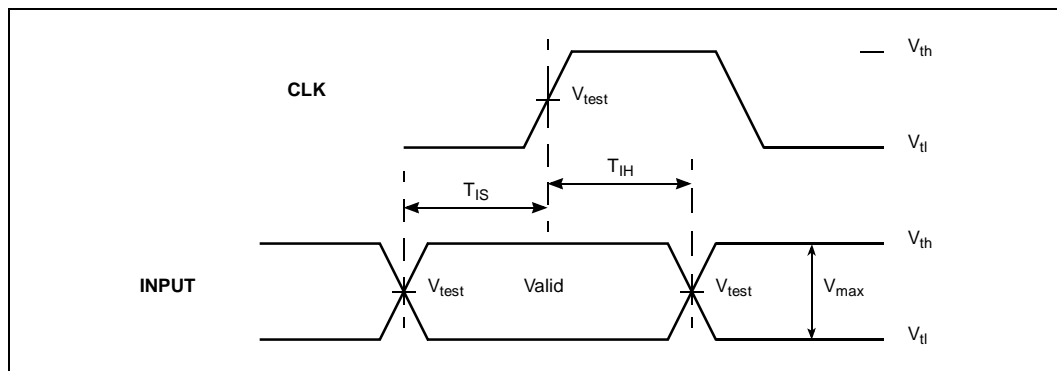 V_th
CLK
V_test
V_tl
T_IH
T_IS
V_th
INPUT
V_test
Valid
V_test
V_max
V_tl